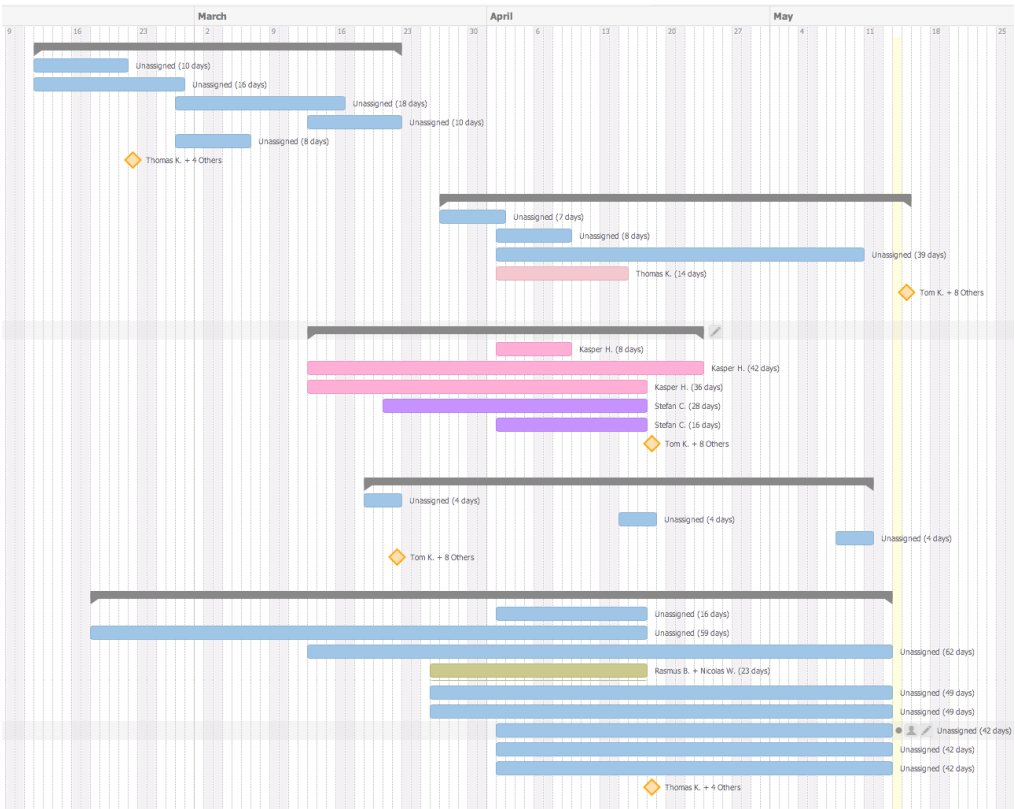 March April May
9 16 23 2 9 16 23 30 6 13 20 27 4 11 18 25
Unassigned (10 days)
Unassigned (16 days)
Unassigned (18 days)
Unassigned (10 days)
Unassigned (8 days)
Thomas K. + 4 Others
Unassigned (7 days)
Unassigned (8 days)
Unassigned (39 days)
Thomas K. (14 days)
Tom K. + 8 Others
Kasper H. (8 days)
Kasper H. (42 days)
Kasper H. (36 days)
Stefan C. (28 days)
Stefan C. (16 days)
Tom K. + 8 Others
Unassigned (4 days)
Unassigned (4 days)
Unassigned (4 days)
Tom K. + 8 Others
Unassigned (16 days)
Unassigned (59 days)
Unassigned (62 days)
Rasmus B. + Nicolas W. (23 days)
Unassigned (49 days)
Unassigned (49 days)
Unassigned (42 days)
Unassigned (42 days)
Unassigned (42 days)
Thomas K. + 4 Others